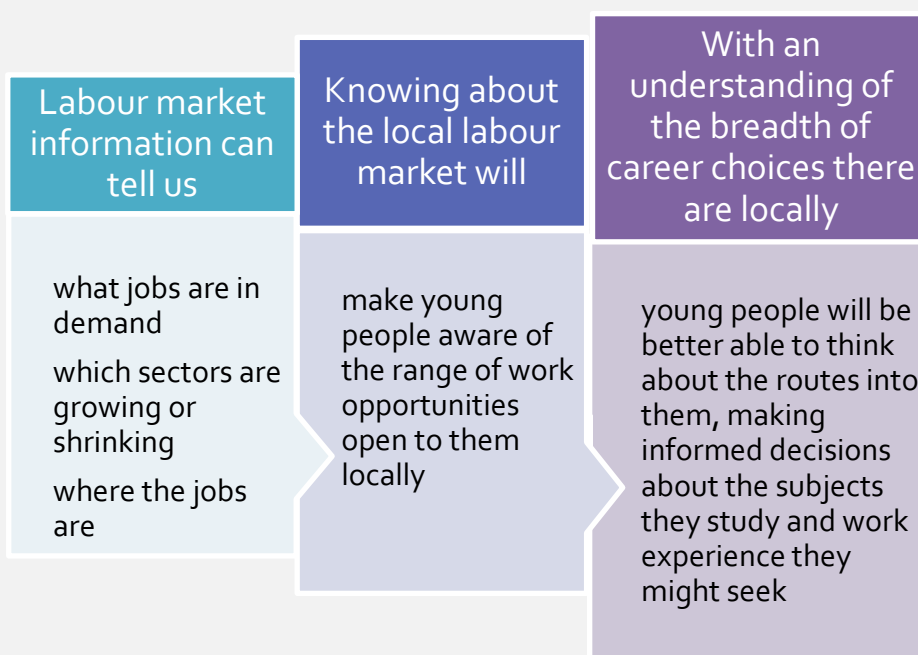 Labour market
information can
tell us
what jobs are in
demand
which sectors are
growing or
shrinking
where the jobs
are
Knowing about
the local labour
market will
make young
people aware of
the range of work
opportunities
open to them
locally
With an
understanding of
the breadth of
career choices there
are locally
young people will be
better able to think
about the routes into
them, making
informed decisions
about the subjects
they study and work
experience they
might seek